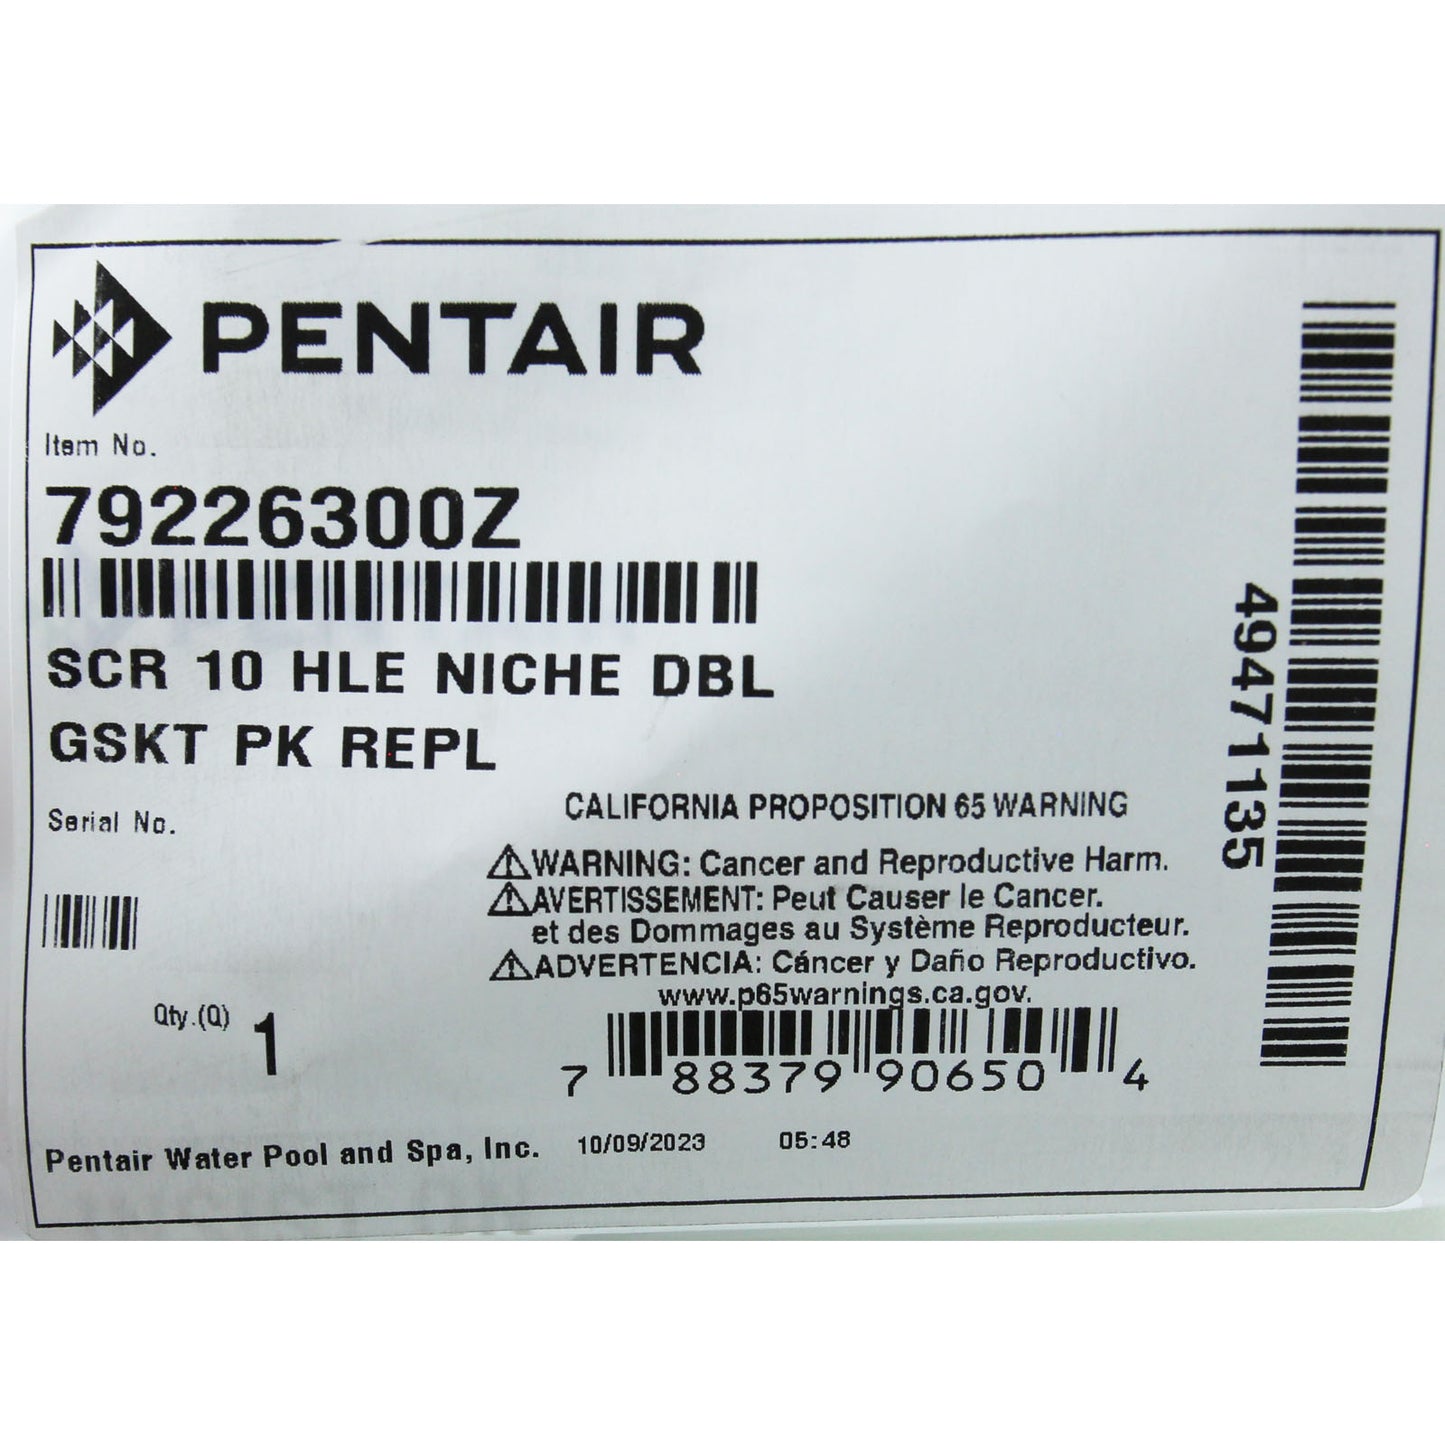 PENTAIR
Item No.
79226300Z
SCR 10 HLE NICHE DBL
GSKT PK REPL
Serial No.
CALIFORNIA PROPOSITION 65 WARNING
WARNING: Cancer and Reproductive Harm.
AVERTISSEMENT: Peut Causer le Cancer.
et des Dommages au Système Reproducteur.
ADVERTENCIA: Cáncer y Daño Reproductivo.
www.p65warnings.ca.gov.
Qty.(Q) 1
7 88379 90650 4
Pentair Water Pool and Spa, Inc. 10/09/2023 05:48
49471135